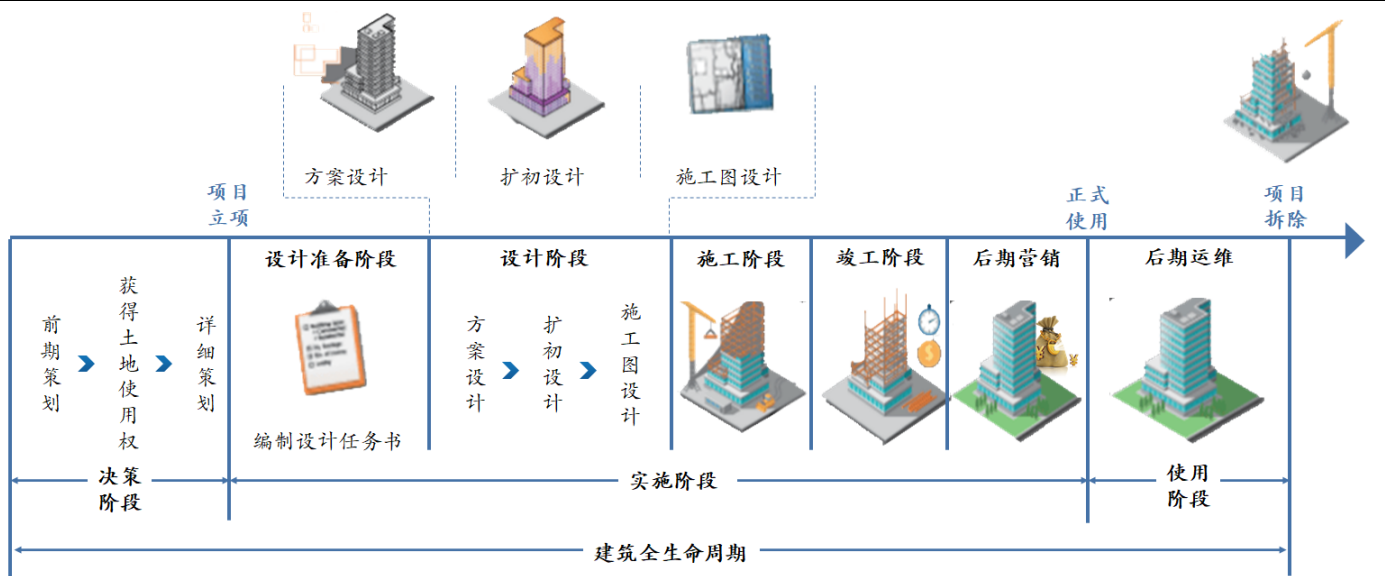 方案设计
扩初设计
施工图设计
项目
立项
正式
使用
项目
拆除
设计准备阶段
设计阶段
施工阶段
竣工阶段
后期营销
后期运维
前期策划
获得土地使用权
详细策划
方案设计
扩初设计
施工图设计
编制设计任务书
决策
阶段
实施阶段
使用
阶段
建筑全生命周期